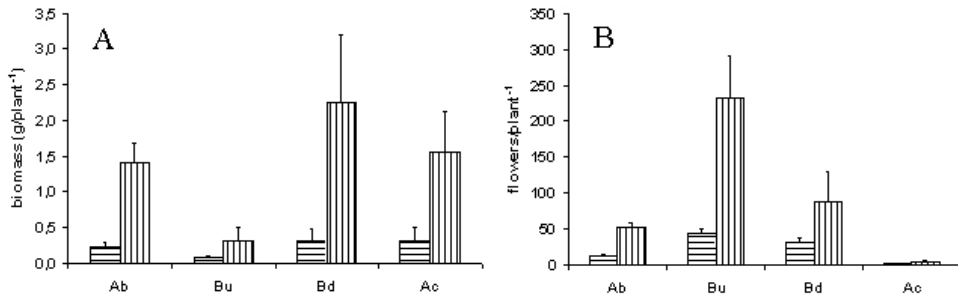 A
biomass (g/plant⁻¹)
3,5
3,0
2,5
2,0
1,5
1,0
0,5
0,0
Ab Bu Bd Ac
B
flowers/plant⁻¹
350
300
250
200
150
100
50
0
Ab Bu Bd Ac